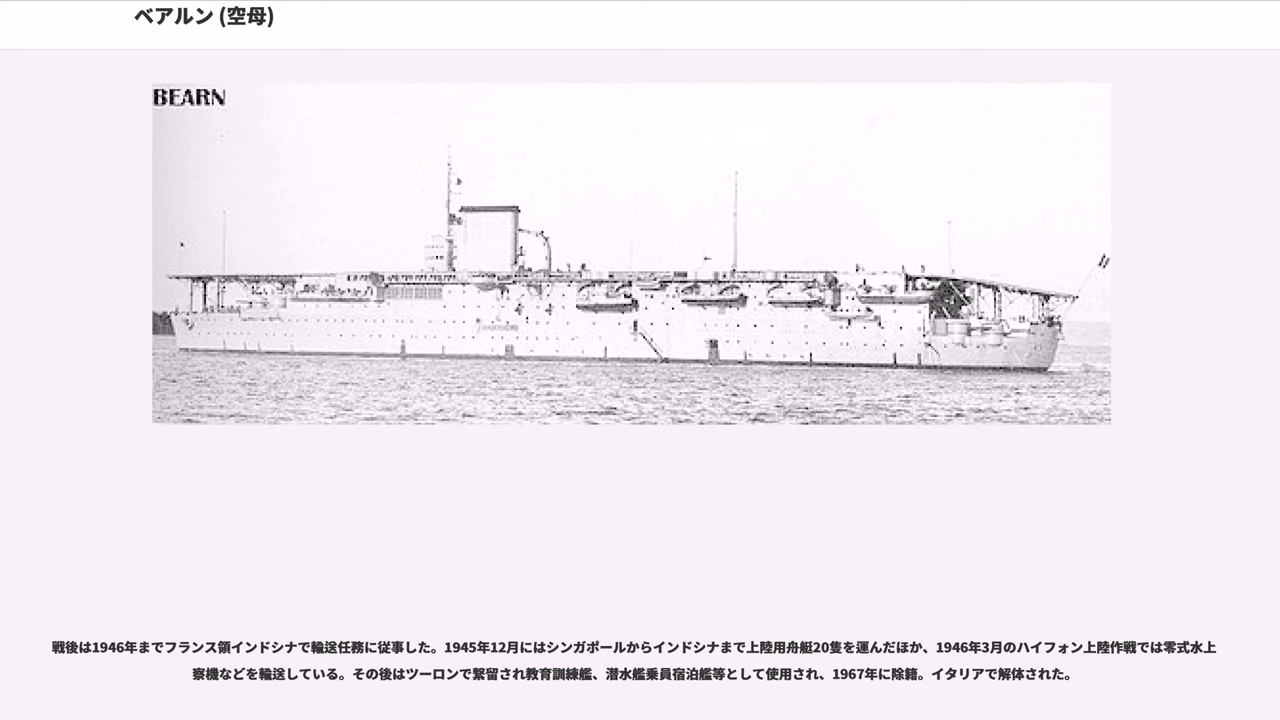 ベアルン (空母)
BEARN
戦後は1946年までフランス領インドシナで輸送任務に従事した。1945年12月にはシンガポールからインドシナまで上陸用舟艇20隻を運んだほか、1946年3月のハイフォン上陸作戦では零式水上
察機などを輸送している。その後はツーロンで繋留され教育訓練艦、潜水艦乗員宿泊艦等として使用され、1967年に除籍。イタリアで解体された。